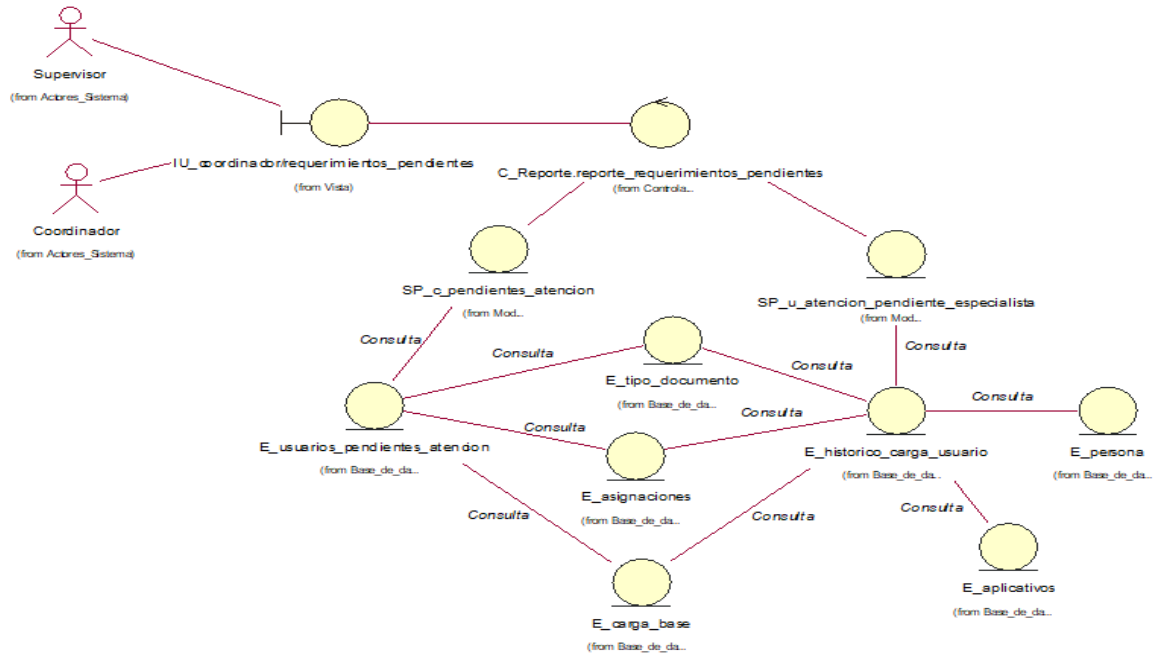 Supervisor
(from Actores_Sistema)
IU_coordinador/requerimientos_pendientes
(from Vista)
C_Reporte.reporte_requerimientos_pendientes
(from Controla...
Coordinador
(from Actores_Sistema)
SP_c_pendientes_atencion
(from Mod...
SP_u_atencion_pendiente_especialista
(from Mod...
Consulta
Consulta
Consulta
Consulta
E_tipo_documento
(from Base_de_da...
Consulta
Consulta
Consulta
E_usuarios_pendientes_atencion
(from Base_de_da...
E_historico_carga_usuario
(from Base_de_da...
E_persona
(from Base_de_da...
E_asignaciones
(from Base_de_da...
Consulta
Consulta
Consulta
E_aplicativos
(from Base_de_da...
E_carga_base
(from Base_de_da...